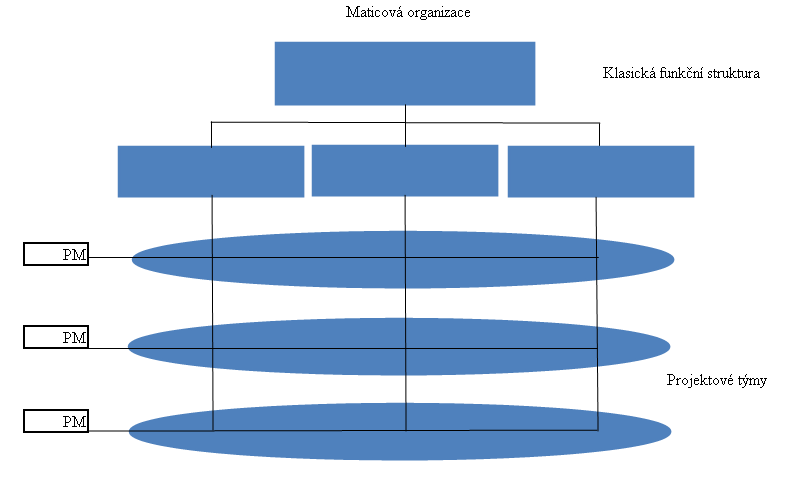 Maticová organizace
Klasická funkční struktura
PM
PM
Projektové týmy
PM